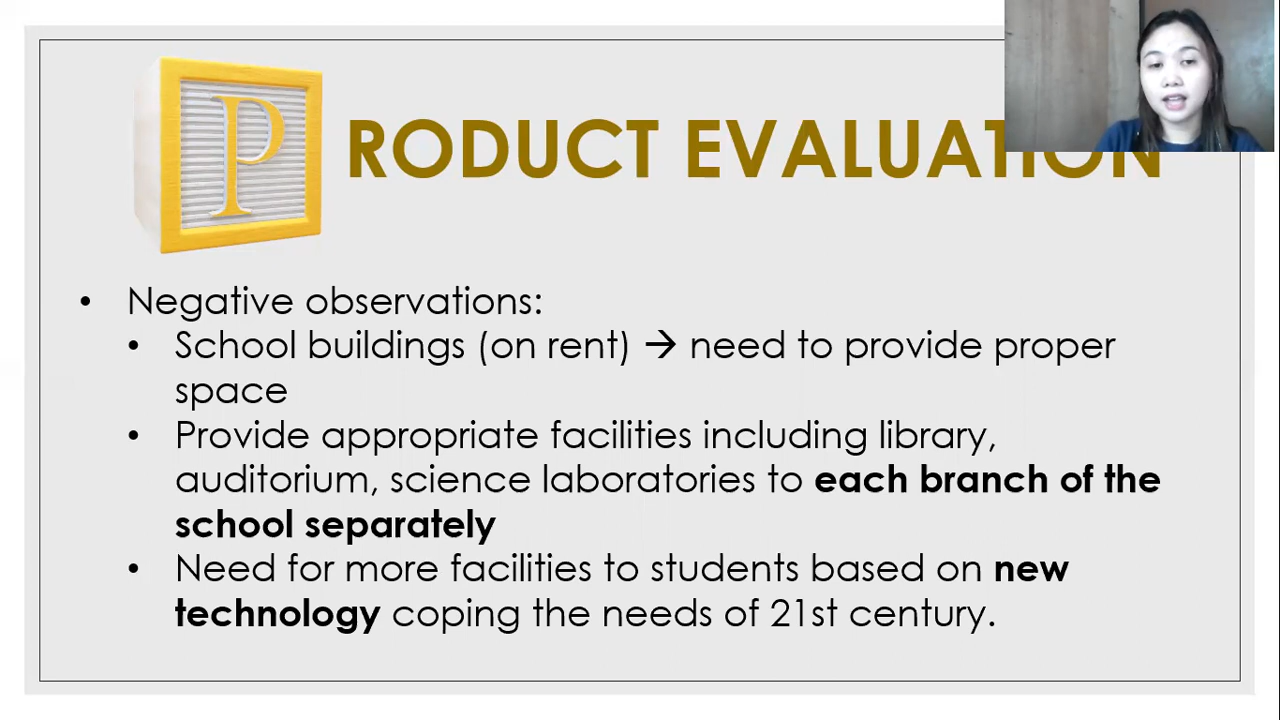 PRODUCT EVALUATION
• Negative observations:
• School buildings (on rent) → need to provide proper
space
• Provide appropriate facilities including library,
auditorium, science laboratories to each branch of the
school separately
• Need for more facilities to students based on new
technology coping the needs of 21st century.